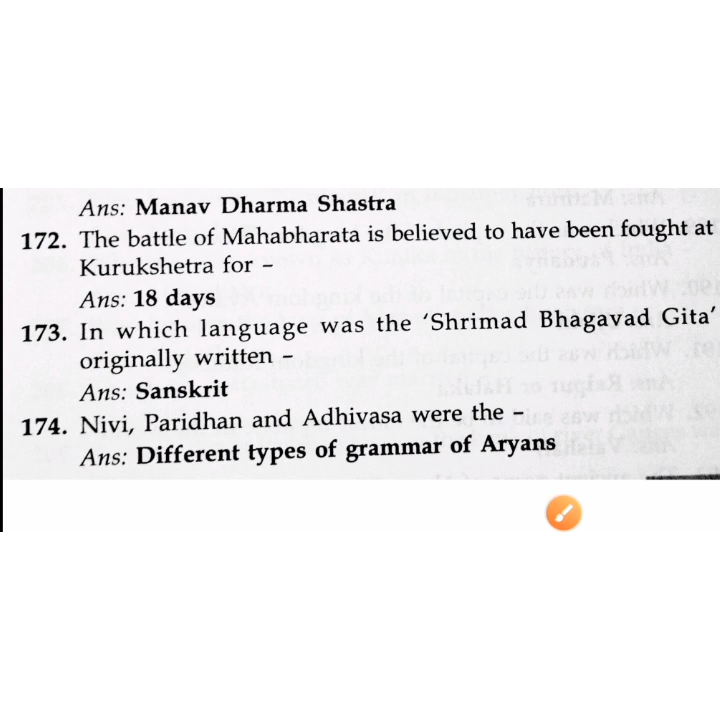 Ans: Manav Dharma Shastra
172. The battle of Mahabharata is believed to have been fought at
Kurukshetra for –
Ans: 18 days
173. In which language was the ‘Shrimad Bhagavad Gita’
originally written –
Ans: Sanskrit
174. Nivi, Paridhan and Adhivasa were the –
Ans: Different types of grammar of Aryans